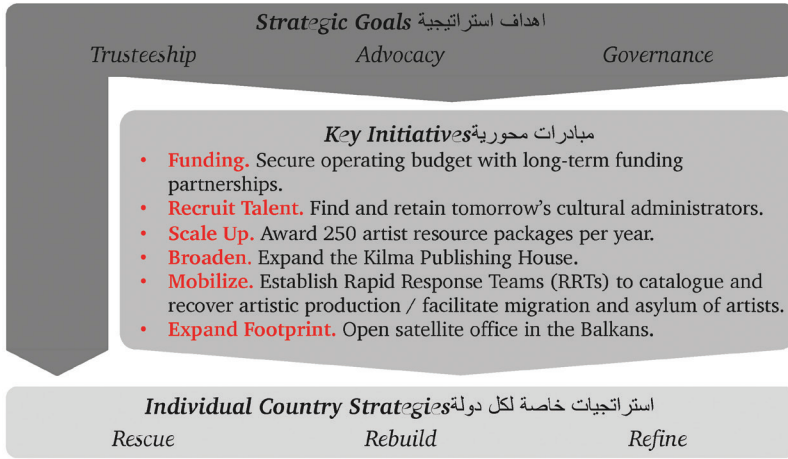 Strategic Goals اهداف استراتيجية
Trusteeship Advocacy Governance
Key Initiatives مبادرات محورية
• Funding. Secure operating budget with long-term funding
partnerships.
• Recruit Talent. Find and retain tomorrow's cultural administrators.
• Scale Up. Award 250 artist resource packages per year.
• Broaden. Expand the Kilma Publishing House.
• Mobilize. Establish Rapid Response Teams (RRTs) to catalogue and
recover artistic production / facilitate migration and asylum of artists.
• Expand Footprint. Open satellite office in the Balkans.
Individual Country Strategies استراتجيات خاصة لكل دولة
Rescue Rebuild Refine